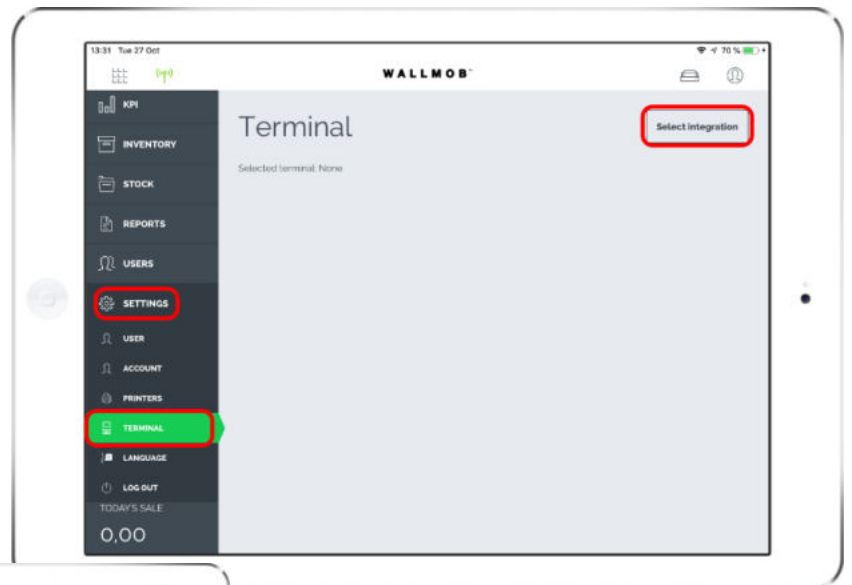 13:31 Tue 27 Oct
70 %
WALLMOB
KPI
INVENTORY
STOCK
REPORTS
USERS
SETTINGS
USER
ACCOUNT
PRINTERS
TERMINAL
LANGUAGE
LOG OUT
TODAY'S SALE
0,00
Terminal
Select integration
Selected terminal: None